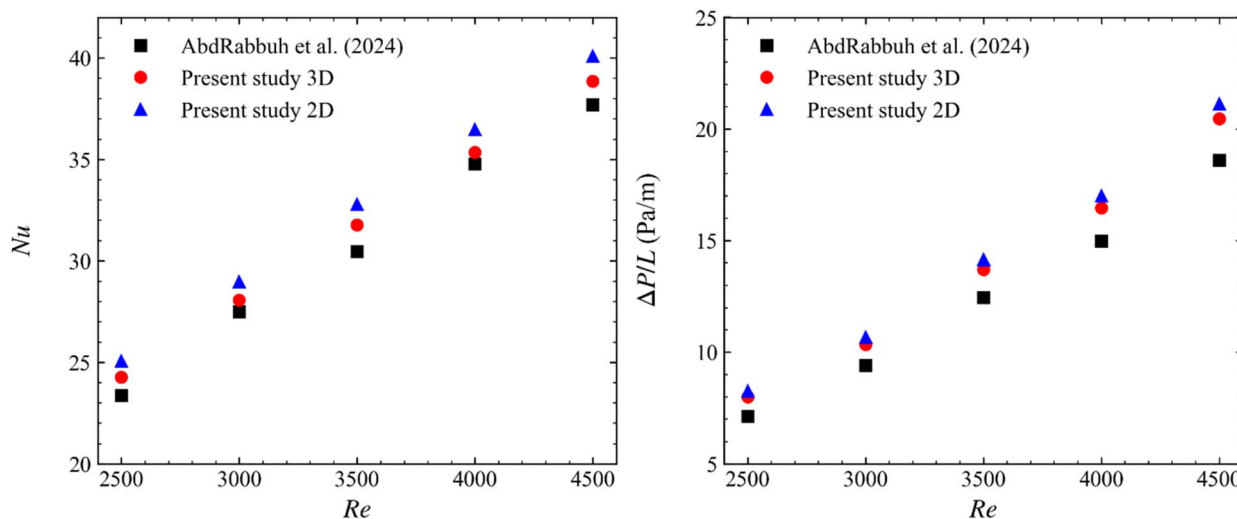 40
35
30
25
20
Nu
AbdRabbuh et al. (2024)
Present study 3D
Present study 2D
2500 3000 3500 4000 4500
Re
25
20
15
10
5
ΔP/L (Pa/m)
AbdRabbuh et al. (2024)
Present study 3D
Present study 2D
2500 3000 3500 4000 4500
Re